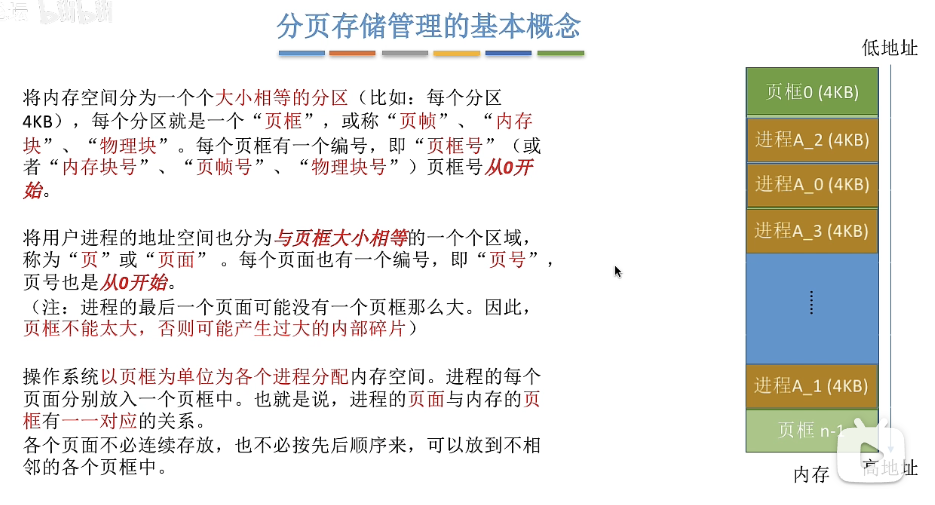 分页存储管理的基本概念
将内存空间分为一个个大小相等的分区（比如：每个分区
4KB），每个分区就是一个“页框”，或称“页帧”、“内存
块”、“物理块”。每个页框有一个编号，即“页框号”（或
者“内存块号”、“页帧号” 、“物理块号”）页框号从0开
始。
将用户进程的地址空间也分为与页框大小相等的一个个区域，
称为“页”或“页面” 。每个页面也有一个编号，即“页号”，
页号也是从0开始。
（注：进程的最后一个页面可能没有一个页框那么大。因此，
页框不能太大，否则可能产生过大的内部碎片）
操作系统以页框为单位为各个进程分配内存空间。进程的每个
页面分别放入一个页框中。也就是说，进程的页面与内存的页
框有一一对应的关系。
各个页面不必连续存放，也不必按先后顺序来，可以放到不相
邻的各个页框中。
低地址
页框0 (4KB)
进程A_2 (4KB)
进程A_0 (4KB)
进程A_3 (4KB)
……
进程A_1 (4KB)
页框 n-1
内存
高地址